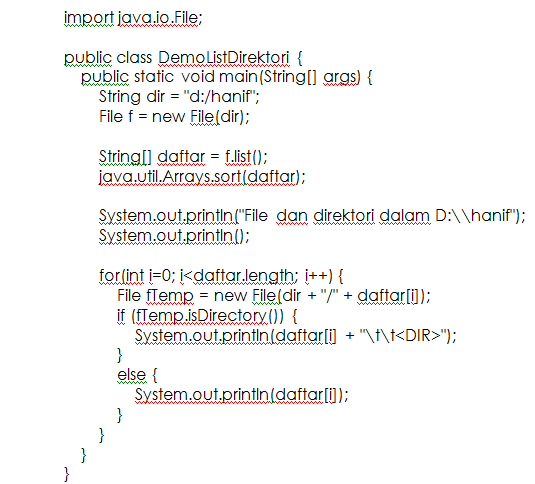 import java.io.File;
public class DemoListDirektori {
public static void main(String[] args) {
String dir = "d:/hanif";
File f = new File(dir);
String[] daftar = f.list();
java.util.Arrays.sort(daftar);
System.out.println("File dan direktori dalam D:\\hanif");
System.out.println();
for(int i=0; i<daftar.length; i++) {
File fTemp = new File(dir + "/" + daftar[i]);
if (fTemp.isDirectory()) {
System.out.println(daftar[i] + "\t\t<DIR>");
}
else {
System.out.println(daftar[i]);
}
}
}
}